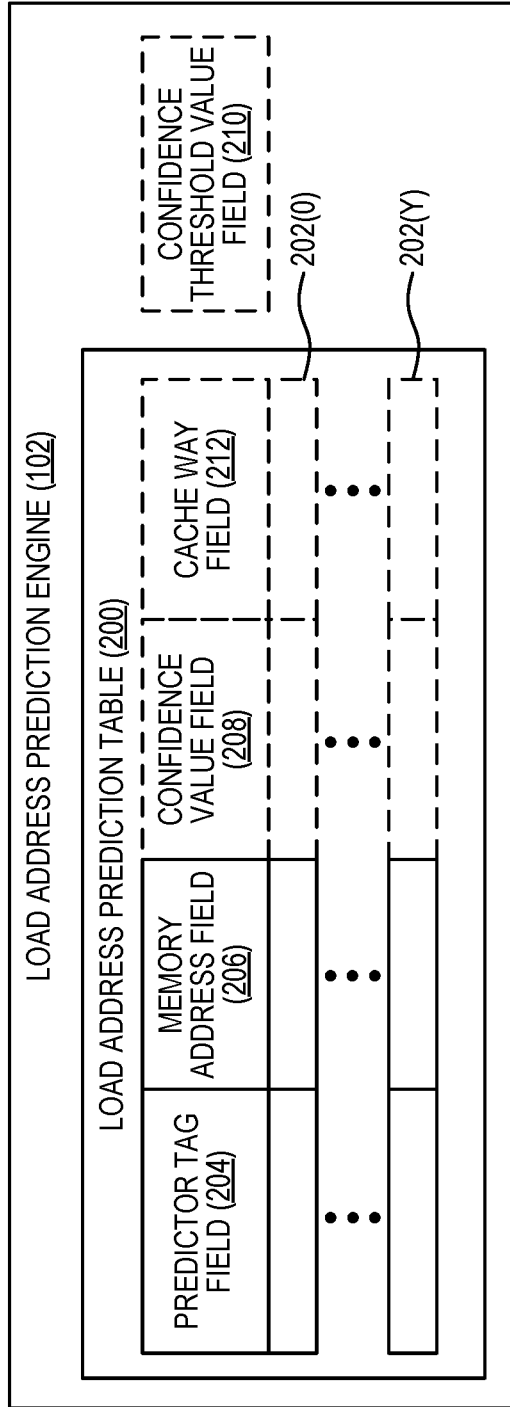 LOAD ADDRESS PREDICTION ENGINE (102)
LOAD ADDRESS PREDICTION TABLE (200)
PREDICTOR TAG
FIELD (204)
MEMORY
ADDRESS FIELD
(206)
CONFIDENCE
VALUE FIELD
(208)
CACHE WAY
FIELD (212)
CONFIDENCE
THRESHOLD VALUE
FIELD (210)
202(0)
202(Y)